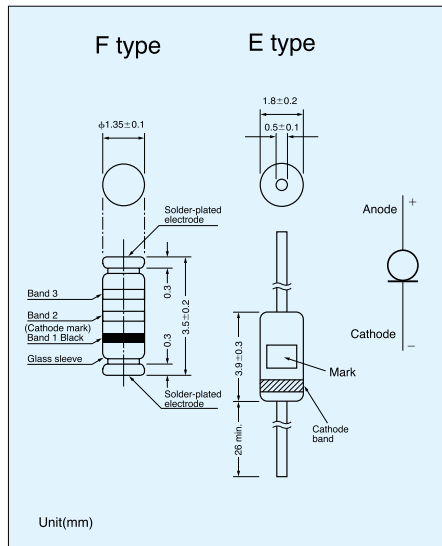 F type
E type
ϕ1.35±0.1
1.8±0.2
0.5±0.1
Solder-plated
electrode
Anode
+
Band 3
Band 2
(Cathode mark)
Band 1 Black
Glass sleeve
0.3
3.5±0.2
0.3
Solder-plated
electrode
3.9±0.3
Mark
Cathode
−
Cathode
band
26 min.
Unit(mm)